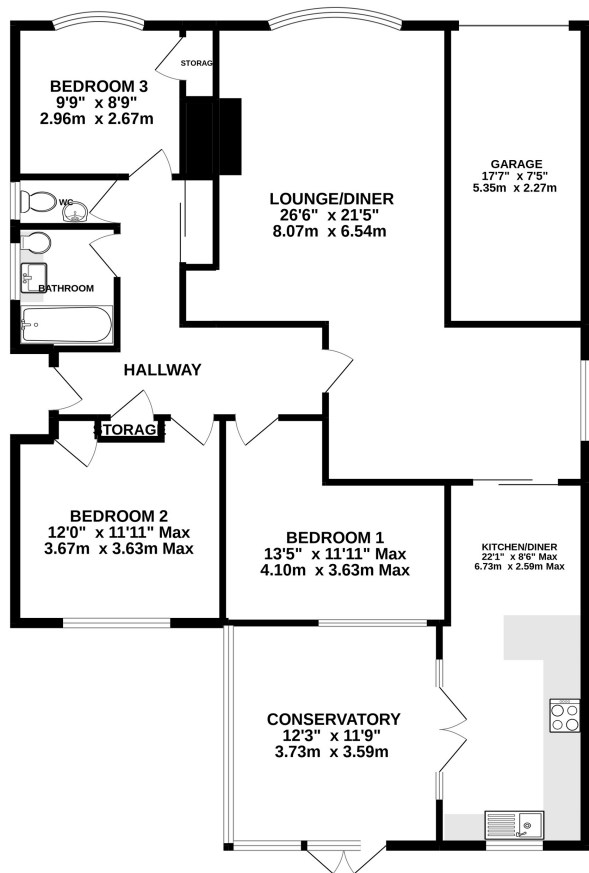 BEDROOM 3
9'9" x 8'9"
2.96m x 2.67m
STORAG
LOUNGE/DINER
26'6" x 21'5"
8.07m x 6.54m
GARAGE
17'7" x 7'5"
5.35m x 2.27m
WC
BATHROOM
HALLWAY
STORAGE
BEDROOM 2
12'0" x 11'11" Max
3.67m x 3.63m Max
BEDROOM 1
13'5" x 11'11" Max
4.10m x 3.63m Max
KITCHEN/DINER
22'1" x 8'6" Max
6.73m x 2.59m Max
CONSERVATORY
12'3" x 11'9"
3.73m x 3.59m